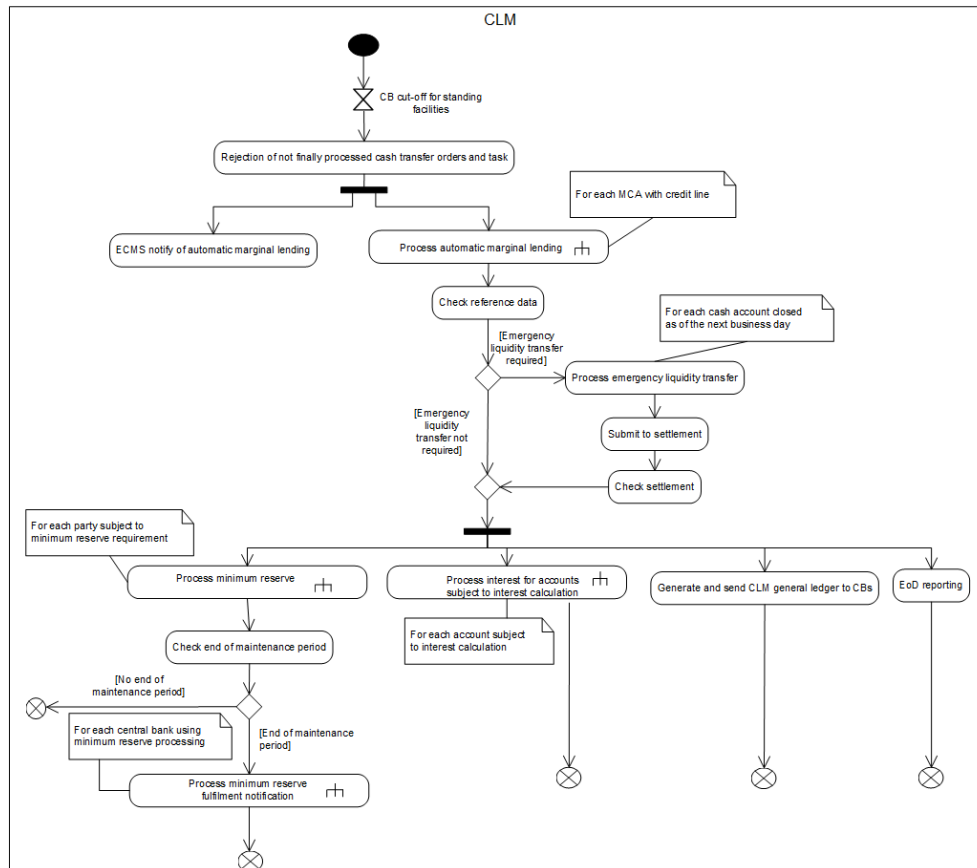 CLM
CB cut-off for standing
facilities
Rejection of not finally processed cash transfer orders and task
For each MCA with credit line
ECMS notify of automatic marginal lending
Process automatic marginal lending
Check reference data
For each cash account closed
as of the next business day
[Emergency
liquidity transfer
required]
Process emergency liquidity transfer
[Emergency
liquidity
transfer not
required]
Submit to settlement
Check settlement
For each party subject to
minimum reserve requirement
Process minimum reserve
Process interest for accounts
subject to interest calculation
Generate and send CLM general ledger to CBs
EoD reporting
For each account subject
to interest calculation
Check end of maintenance period
[No end of
maintenance period]
For each central bank using
minimum reserve processing
[End of maintenance
period]
Process minimum reserve
fulfilment notification